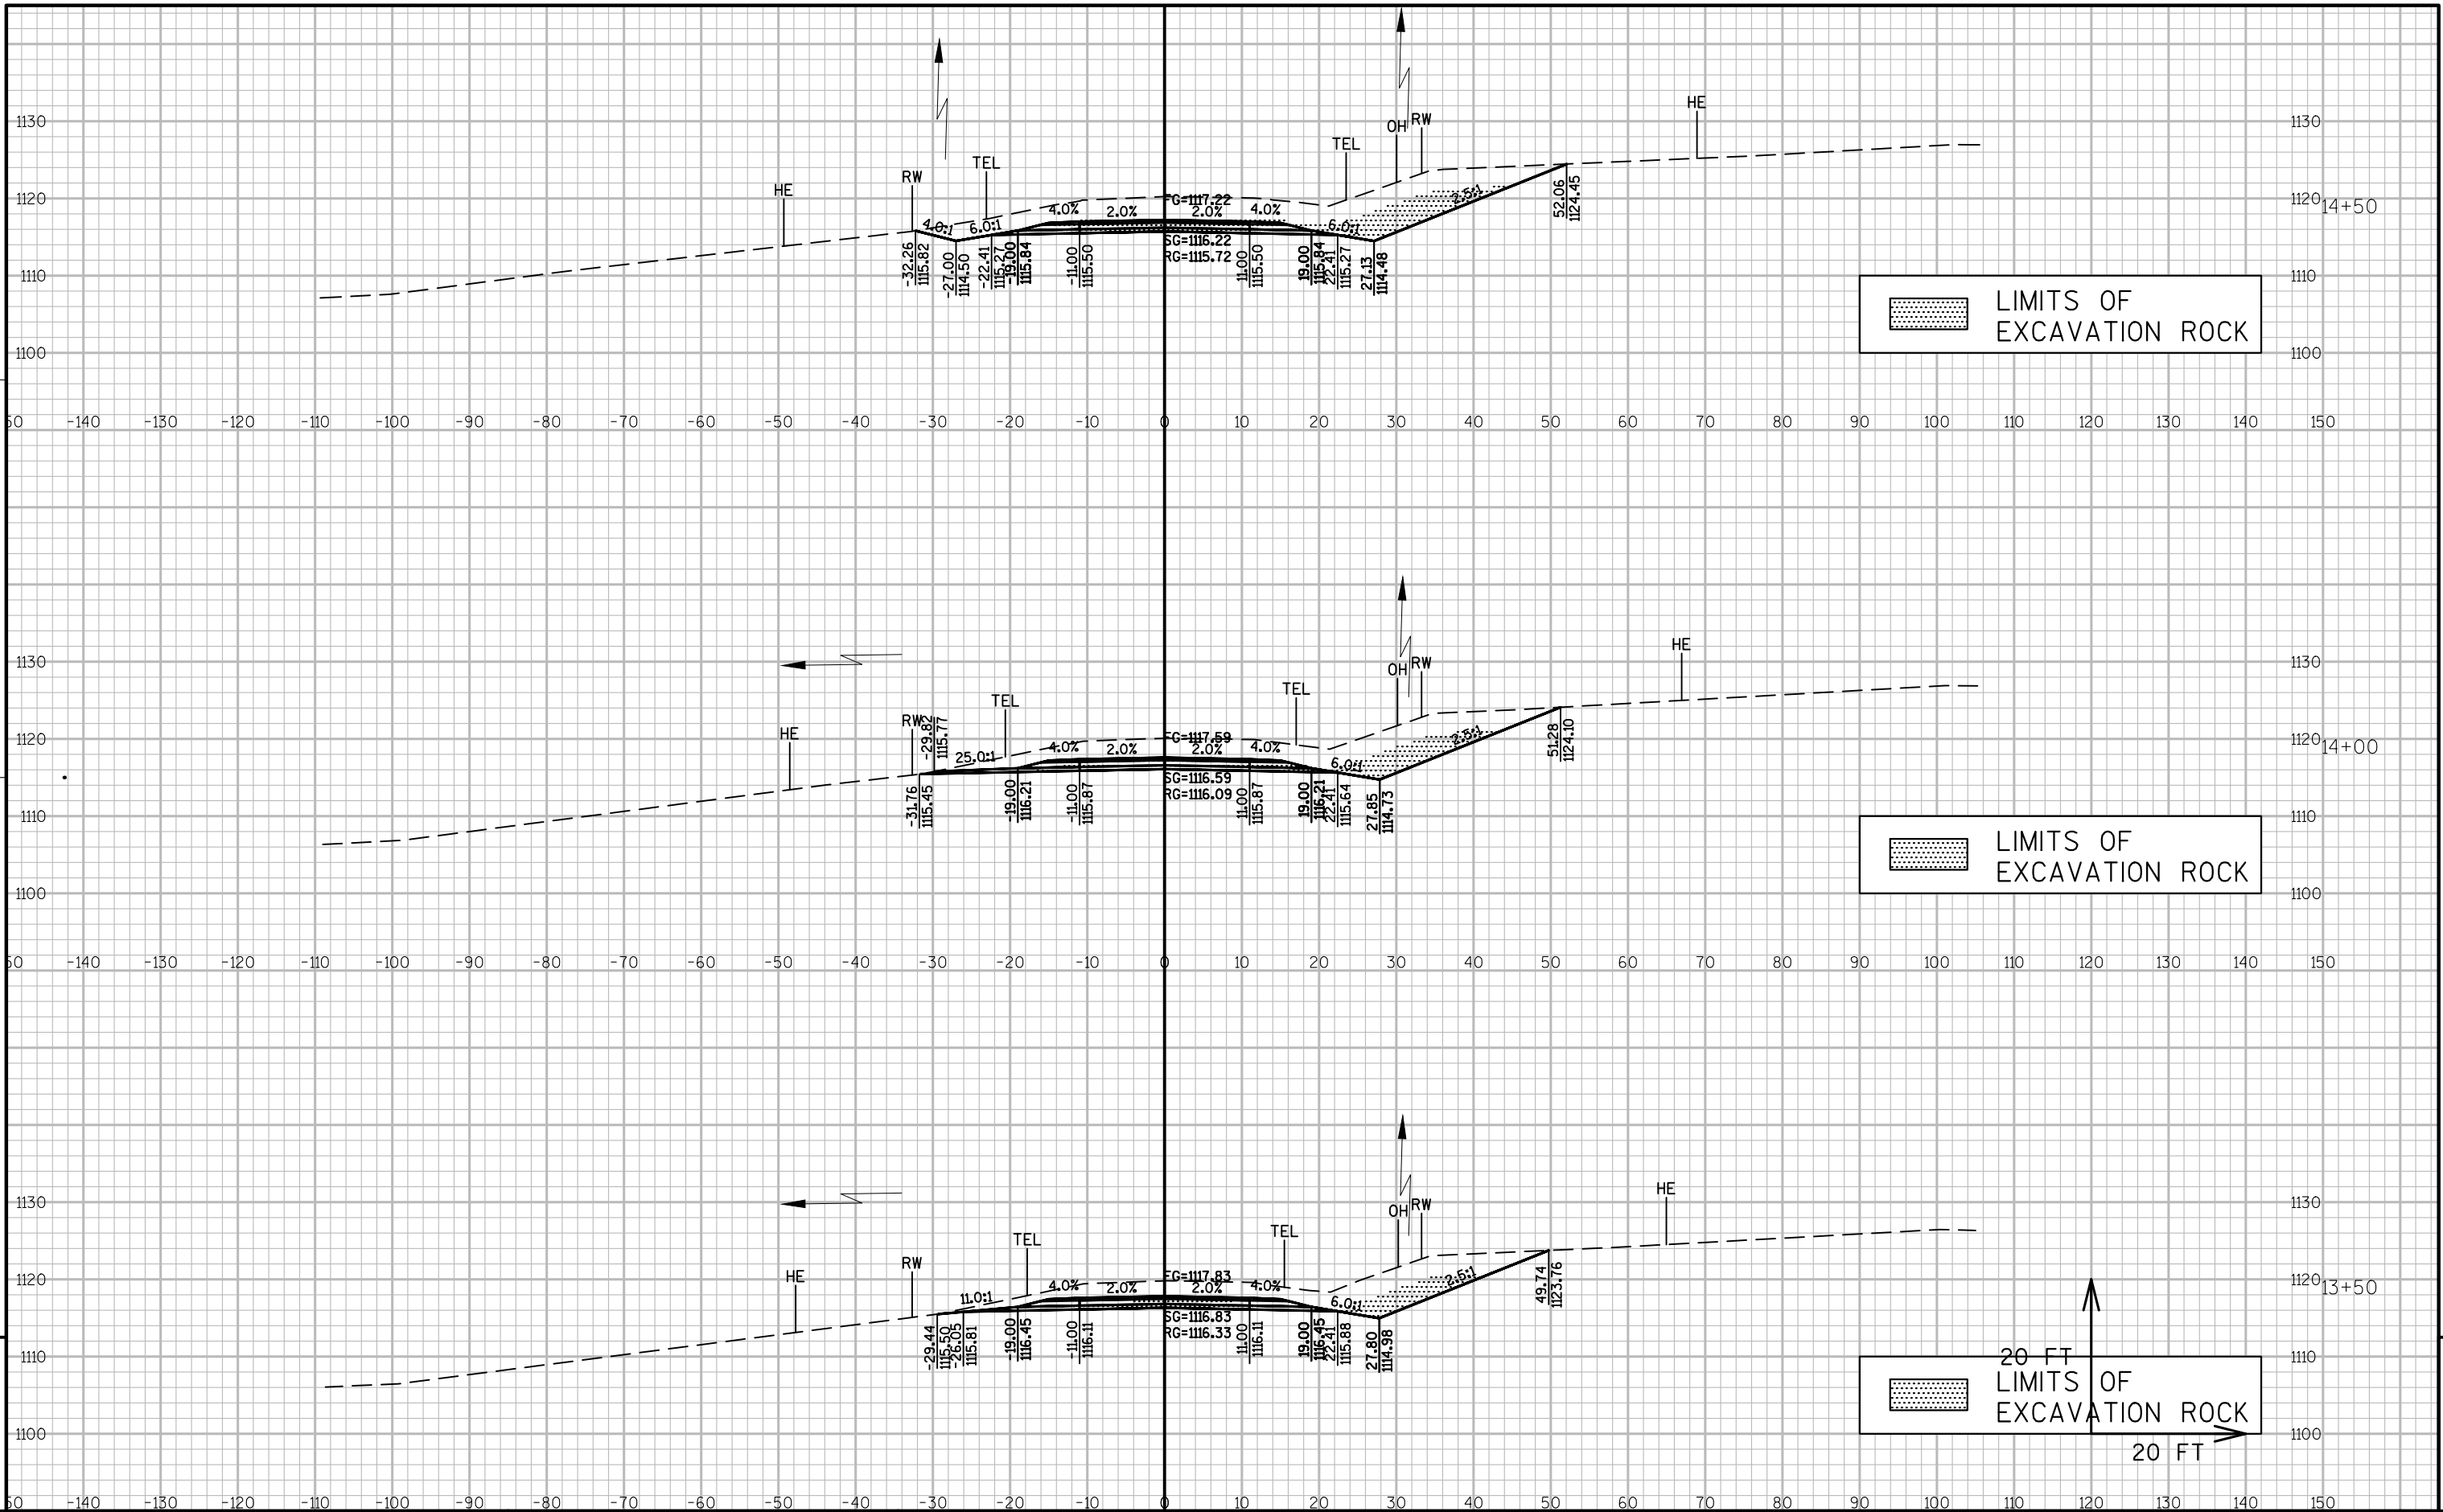 HE
1130
1130
OH RW
TEL
TEL
RW
HE
1120
FG=1117.22
2.5:1
1120 14+50
4.0:1
6.0:1
4.0%
2.0%
2.0%
4.0%
6.0:1
SG=1116.22
RG=1115.72
-32.26
1115.82
-27.00
1114.50
-22.41
1115.27
-19.00
1115.84
-11.00
1115.50
11.00
1115.50
19.00
1115.84
22.41
1115.27
27.13
1114.48
52.06
1124.45
1110
1110
LIMITS OF
EXCAVATION ROCK
1100
1100
-140 -130 -120 -110 -100 -90 -80 -70 -60 -50 -40 -30 -20 -10 0 10 20 30 40 50 60 70 80 90 100 110 120 130 140 150
HE
1130
1130
OH RW
TEL
TEL
RW
HE
-29.82
1115.77
1120
FG=1117.59
2.5:1
1120 14+00
25.0:1
4.0%
2.0%
2.0%
4.0%
6.0:1
SG=1116.59
RG=1116.09
-31.76
1115.45
-19.00
1116.21
-11.00
1115.87
11.00
1115.87
19.00
1116.21
22.41
1115.64
27.85
1114.73
51.28
1124.10
1110
1110
LIMITS OF
EXCAVATION ROCK
1100
1100
-140 -130 -120 -110 -100 -90 -80 -70 -60 -50 -40 -30 -20 -10 0 10 20 30 40 50 60 70 80 90 100 110 120 130 140 150
HE
1130
1130
OH RW
TEL
TEL
RW
HE
1120
FG=1117.83
2.5:1
1120 13+50
11.0:1
4.0%
2.0%
2.0%
4.0%
6.0:1
SG=1116.83
RG=1116.33
-29.44
1115.50
-26.05
1115.81
-19.00
1116.45
-11.00
1116.11
11.00
1116.11
19.00
1116.45
22.41
1115.88
27.80
1114.98
49.74
1123.76
1110
1110
20 FT
LIMITS OF
EXCAVATION ROCK
1100
1100
20 FT
-140 -130 -120 -110 -100 -90 -80 -70 -60 -50 -40 -30 -20 -10 0 10 20 30 40 50 60 70 80 90 100 110 120 130 140 150